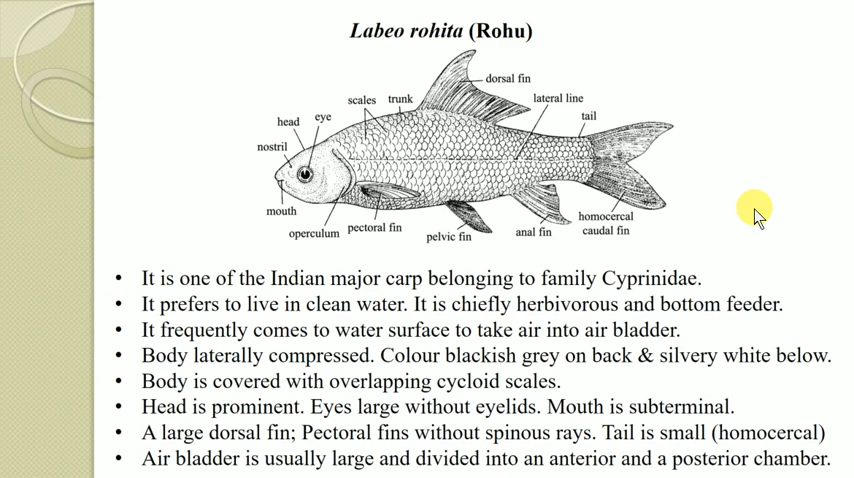 Labeo rohita (Rohu)
dorsal fin
scales
trunk
lateral line
eye
tail
head
nostril
mouth
homocercal
caudal fin
operculum
pectoral fin
pelvic fin
anal fin
• It is one of the Indian major carp belonging to family Cyprinidae.
• It prefers to live in clean water. It is chiefly herbivorous and bottom feeder.
• It frequently comes to water surface to take air into air bladder.
• Body laterally compressed. Colour blackish grey on back & silvery white below.
• Body is covered with overlapping cycloid scales.
• Head is prominent. Eyes large without eyelids. Mouth is subterminal.
• A large dorsal fin; Pectoral fins without spinous rays. Tail is small (homocercal)
• Air bladder is usually large and divided into an anterior and a posterior chamber.